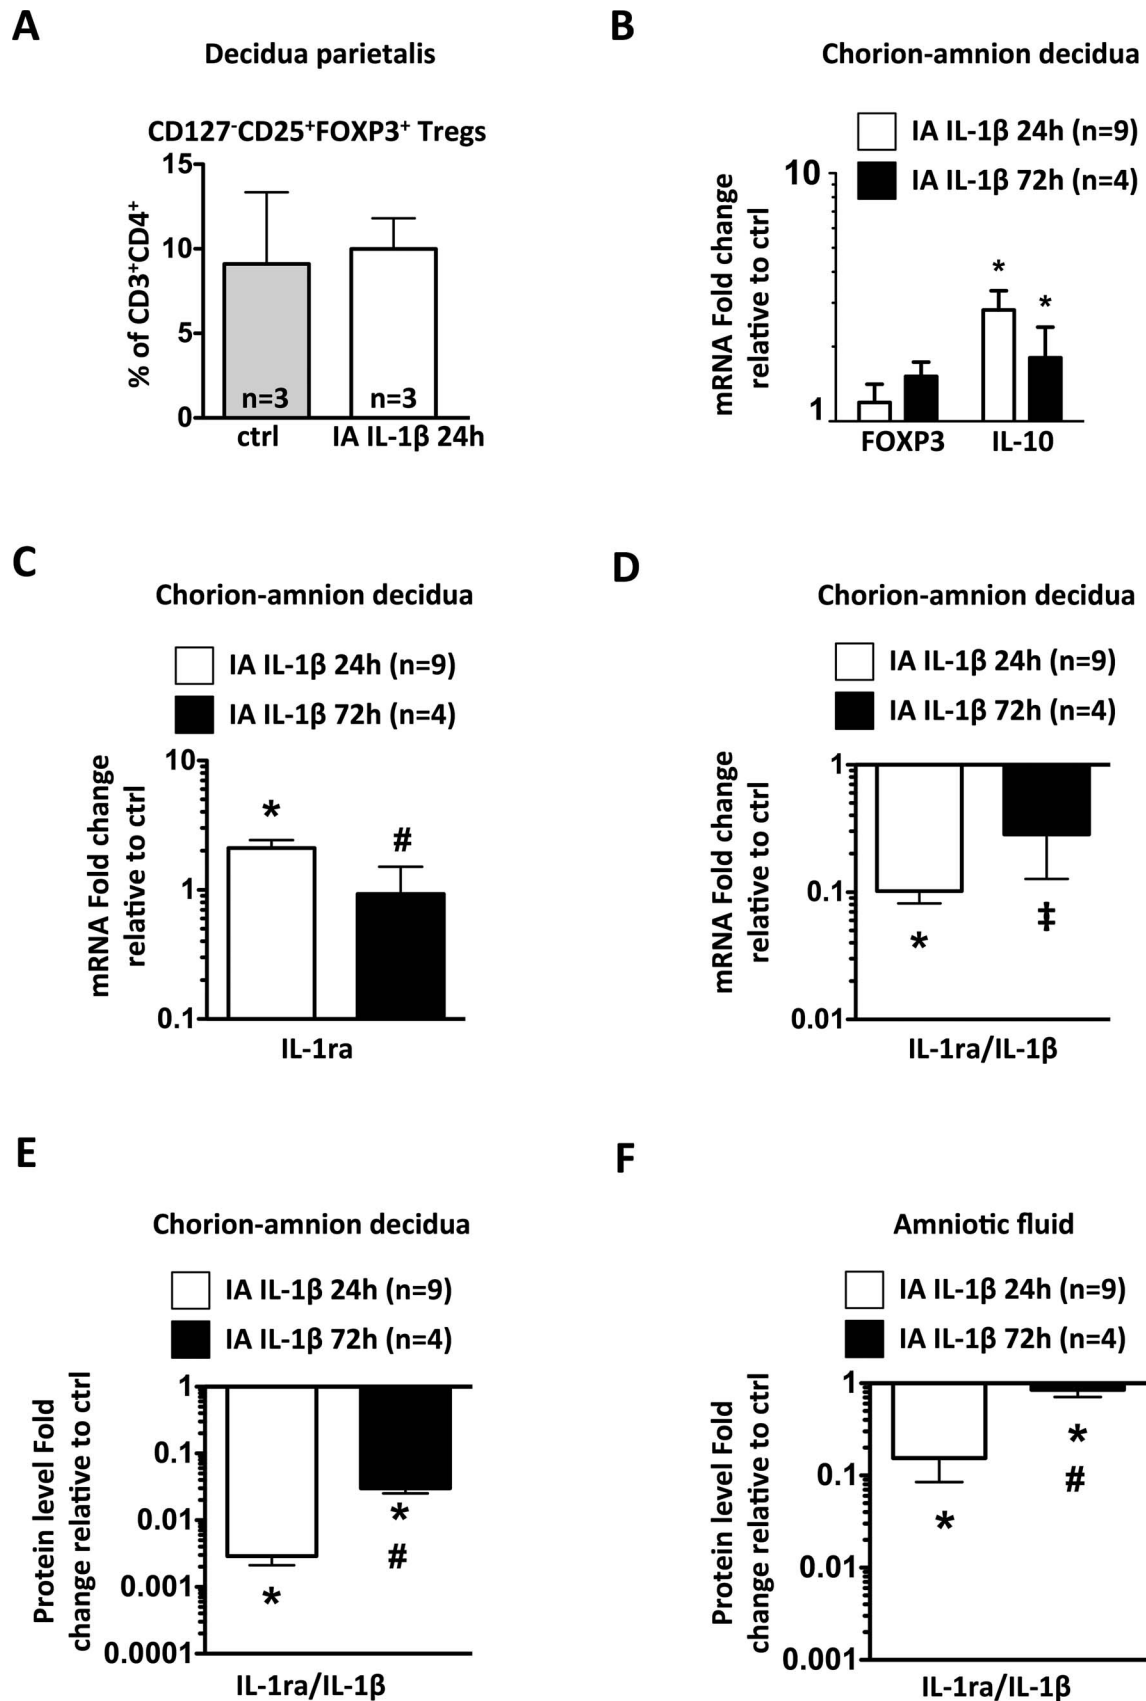 A
Decidua parietalis
CD127⁻CD25⁺FOXP3⁺ Tregs
% of CD3⁺CD4⁺
15
10
5
0
n=3
n=3
ctrl
IA IL-1β 24h
B
Chorion-amnion decidua
IA IL-1β 24h (n=9)
IA IL-1β 72h (n=4)
mRNA Fold change
relative to ctrl
10
1
*
*
FOXP3
IL-10
C
Chorion-amnion decidua
IA IL-1β 24h (n=9)
IA IL-1β 72h (n=4)
mRNA Fold change
relative to ctrl
10
1
0.1
*
#
IL-1ra
D
Chorion-amnion decidua
IA IL-1β 24h (n=9)
IA IL-1β 72h (n=4)
mRNA Fold change
relative to ctrl
1
0.1
0.01
*
‡
IL-1ra/IL-1β
E
Chorion-amnion decidua
IA IL-1β 24h (n=9)
IA IL-1β 72h (n=4)
Protein level Fold
change relative to ctrl
1
0.1
0.01
0.001
0.0001
*
*
#
IL-1ra/IL-1β
F
Amniotic fluid
IA IL-1β 24h (n=9)
IA IL-1β 72h (n=4)
Protein level Fold
change relative to ctrl
1
0.1
0.01
0.001
*
*
#
IL-1ra/IL-1β